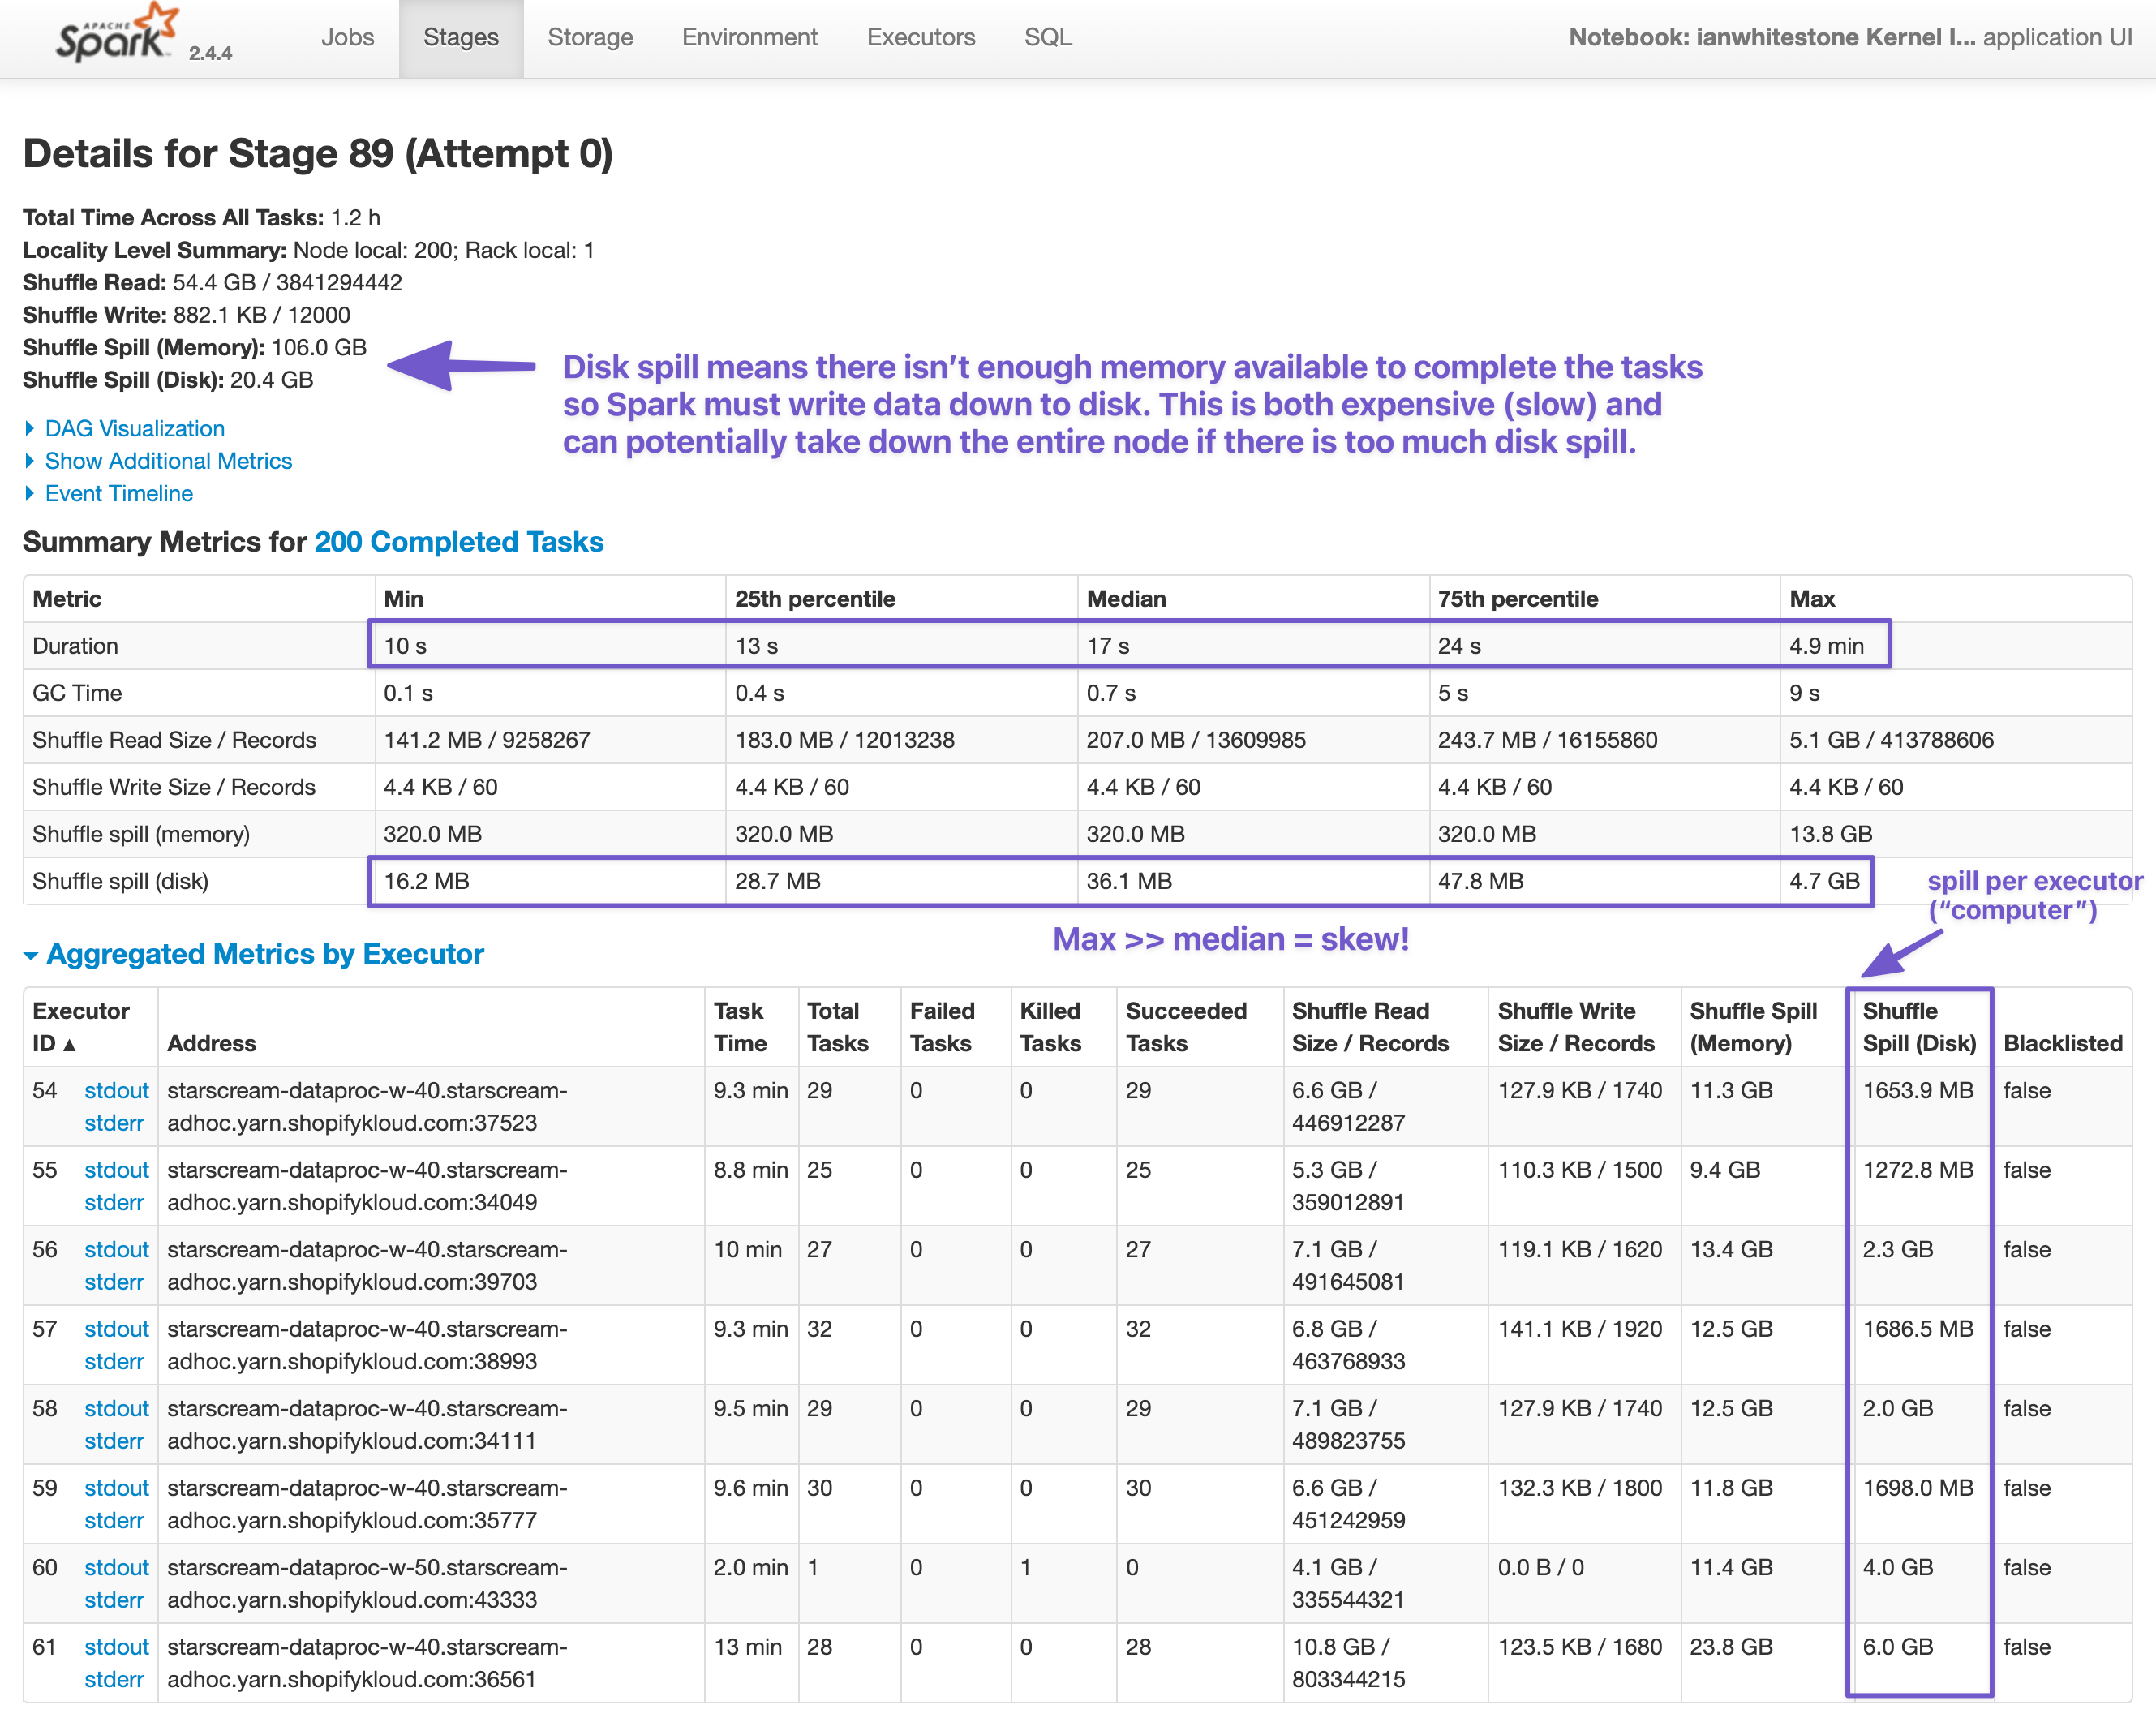 APACHE
Spark 2.4.4 Jobs Stages Storage Environment Executors SQL Notebook: ianwhitestone Kernel I... application UI
Details for Stage 89 (Attempt 0)
Total Time Across All Tasks: 1.2 h
Locality Level Summary: Node local: 200; Rack local: 1
Shuffle Read: 54.4 GB / 3841294442
Shuffle Write: 882.1 KB / 12000
Shuffle Spill (Memory): 106.0 GB
Shuffle Spill (Disk): 20.4 GB
Disk spill means there isn’t enough memory available to complete the tasks
so Spark must write data down to disk. This is both expensive (slow) and
can potentially take down the entire node if there is too much disk spill.
DAG Visualization
Show Additional Metrics
Event Timeline
Summary Metrics for 200 Completed Tasks
Metric Min 25th percentile Median 75th percentile Max
Duration 10 s 13 s 17 s 24 s 4.9 min
GC Time 0.1 s 0.4 s 0.7 s 5 s 9 s
Shuffle Read Size / Records 141.2 MB / 9258267 183.0 MB / 12013238 207.0 MB / 13609985 243.7 MB / 16155860 5.1 GB / 413788606
Shuffle Write Size / Records 4.4 KB / 60 4.4 KB / 60 4.4 KB / 60 4.4 KB / 60 4.4 KB / 60
Shuffle spill (memory) 320.0 MB 320.0 MB 320.0 MB 320.0 MB 13.8 GB
Shuffle spill (disk) 16.2 MB 28.7 MB 36.1 MB 47.8 MB 4.7 GB
spill per executor
(“computer”)
Max >> median = skew!
Aggregated Metrics by Executor
Executor Task Total Failed Killed Succeeded Shuffle Read Shuffle Write Shuffle Spill Shuffle
ID ▲ Address Time Tasks Tasks Tasks Tasks Size / Records Size / Records (Memory) Spill (Disk) Blacklisted
54 stdout starscream-dataproc-w-40.starscream- 9.3 min 29 0 0 29 6.6 GB / 127.9 KB / 1740 11.3 GB 1653.9 MB false
stderr adhoc.yarn.shopifykloud.com:37523 446912287
55 stdout starscream-dataproc-w-40.starscream- 8.8 min 25 0 0 25 5.3 GB / 110.3 KB / 1500 9.4 GB 1272.8 MB false
stderr adhoc.yarn.shopifykloud.com:34049 359012891
56 stdout starscream-dataproc-w-40.starscream- 10 min 27 0 0 27 7.1 GB / 119.1 KB / 1620 13.4 GB 2.3 GB false
stderr adhoc.yarn.shopifykloud.com:39703 491645081
57 stdout starscream-dataproc-w-40.starscream- 9.3 min 32 0 0 32 6.8 GB / 141.1 KB / 1920 12.5 GB 1686.5 MB false
stderr adhoc.yarn.shopifykloud.com:38993 463768933
58 stdout starscream-dataproc-w-40.starscream- 9.5 min 29 0 0 29 7.1 GB / 127.9 KB / 1740 12.5 GB 2.0 GB false
stderr adhoc.yarn.shopifykloud.com:34111 489823755
59 stdout starscream-dataproc-w-40.starscream- 9.6 min 30 0 0 30 6.6 GB / 132.3 KB / 1800 11.8 GB 1698.0 MB false
stderr adhoc.yarn.shopifykloud.com:35777 451242959
60 stdout starscream-dataproc-w-50.starscream- 2.0 min 1 0 1 0 4.1 GB / 0.0 B / 0 11.4 GB 4.0 GB false
stderr adhoc.yarn.shopifykloud.com:43333 335544321
61 stdout starscream-dataproc-w-40.starscream- 13 min 28 0 0 28 10.8 GB / 123.5 KB / 1680 23.8 GB 6.0 GB false
stderr adhoc.yarn.shopifykloud.com:36561 803344215